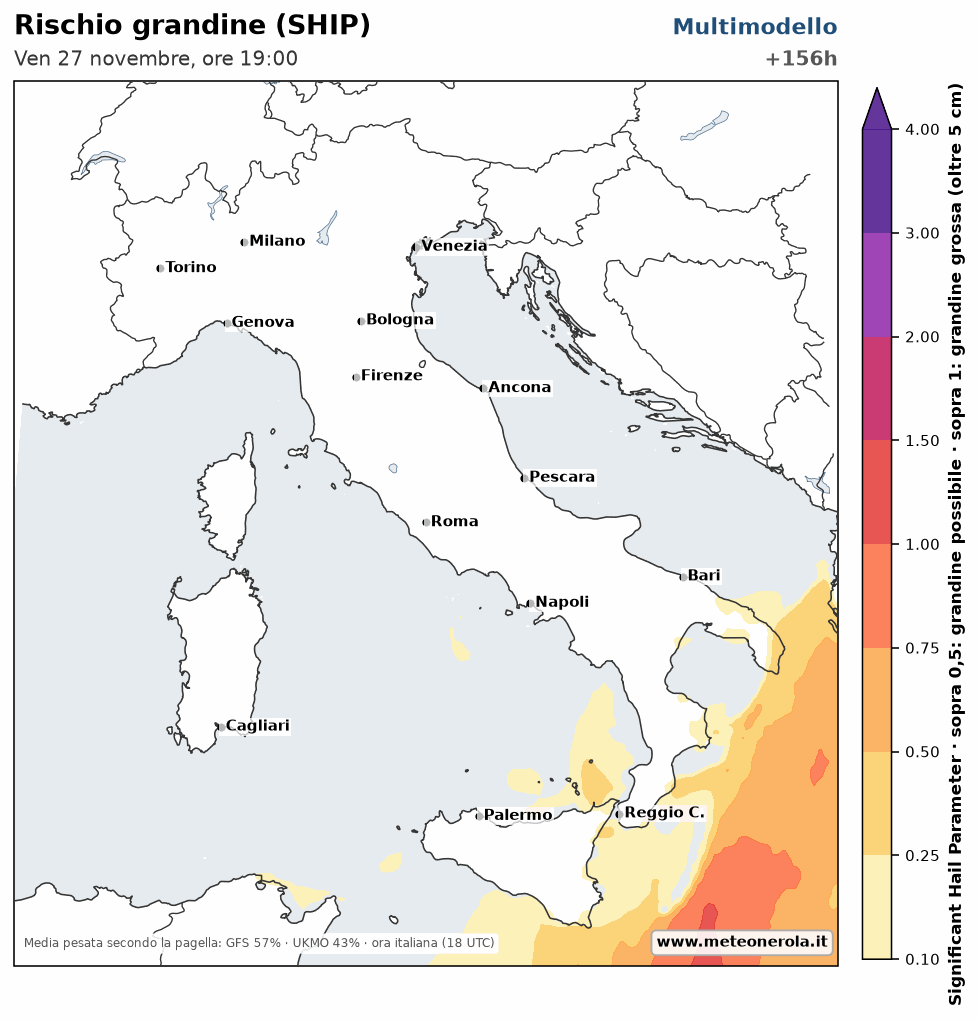 Rischio grandine (SHIP)
Multimodello
Ven 27 novembre, ore 19:00
+156h
Milano
Venezia
Torino
Genova
Bologna
Firenze
Ancona
Pescara
Roma
Bari
Napoli
Cagliari
Palermo
Reggio C.
Media pesata secondo la pagella: GFS 57% · UKMO 43% · ora italiana (18 UTC)
www.meteonerola.it
4.00
3.00
2.00
1.50
1.00
0.75
0.50
0.25
0.10
Significant Hail Parameter · sopra 0,5: grandine possibile · sopra 1: grandine grossa (oltre 5 cm)